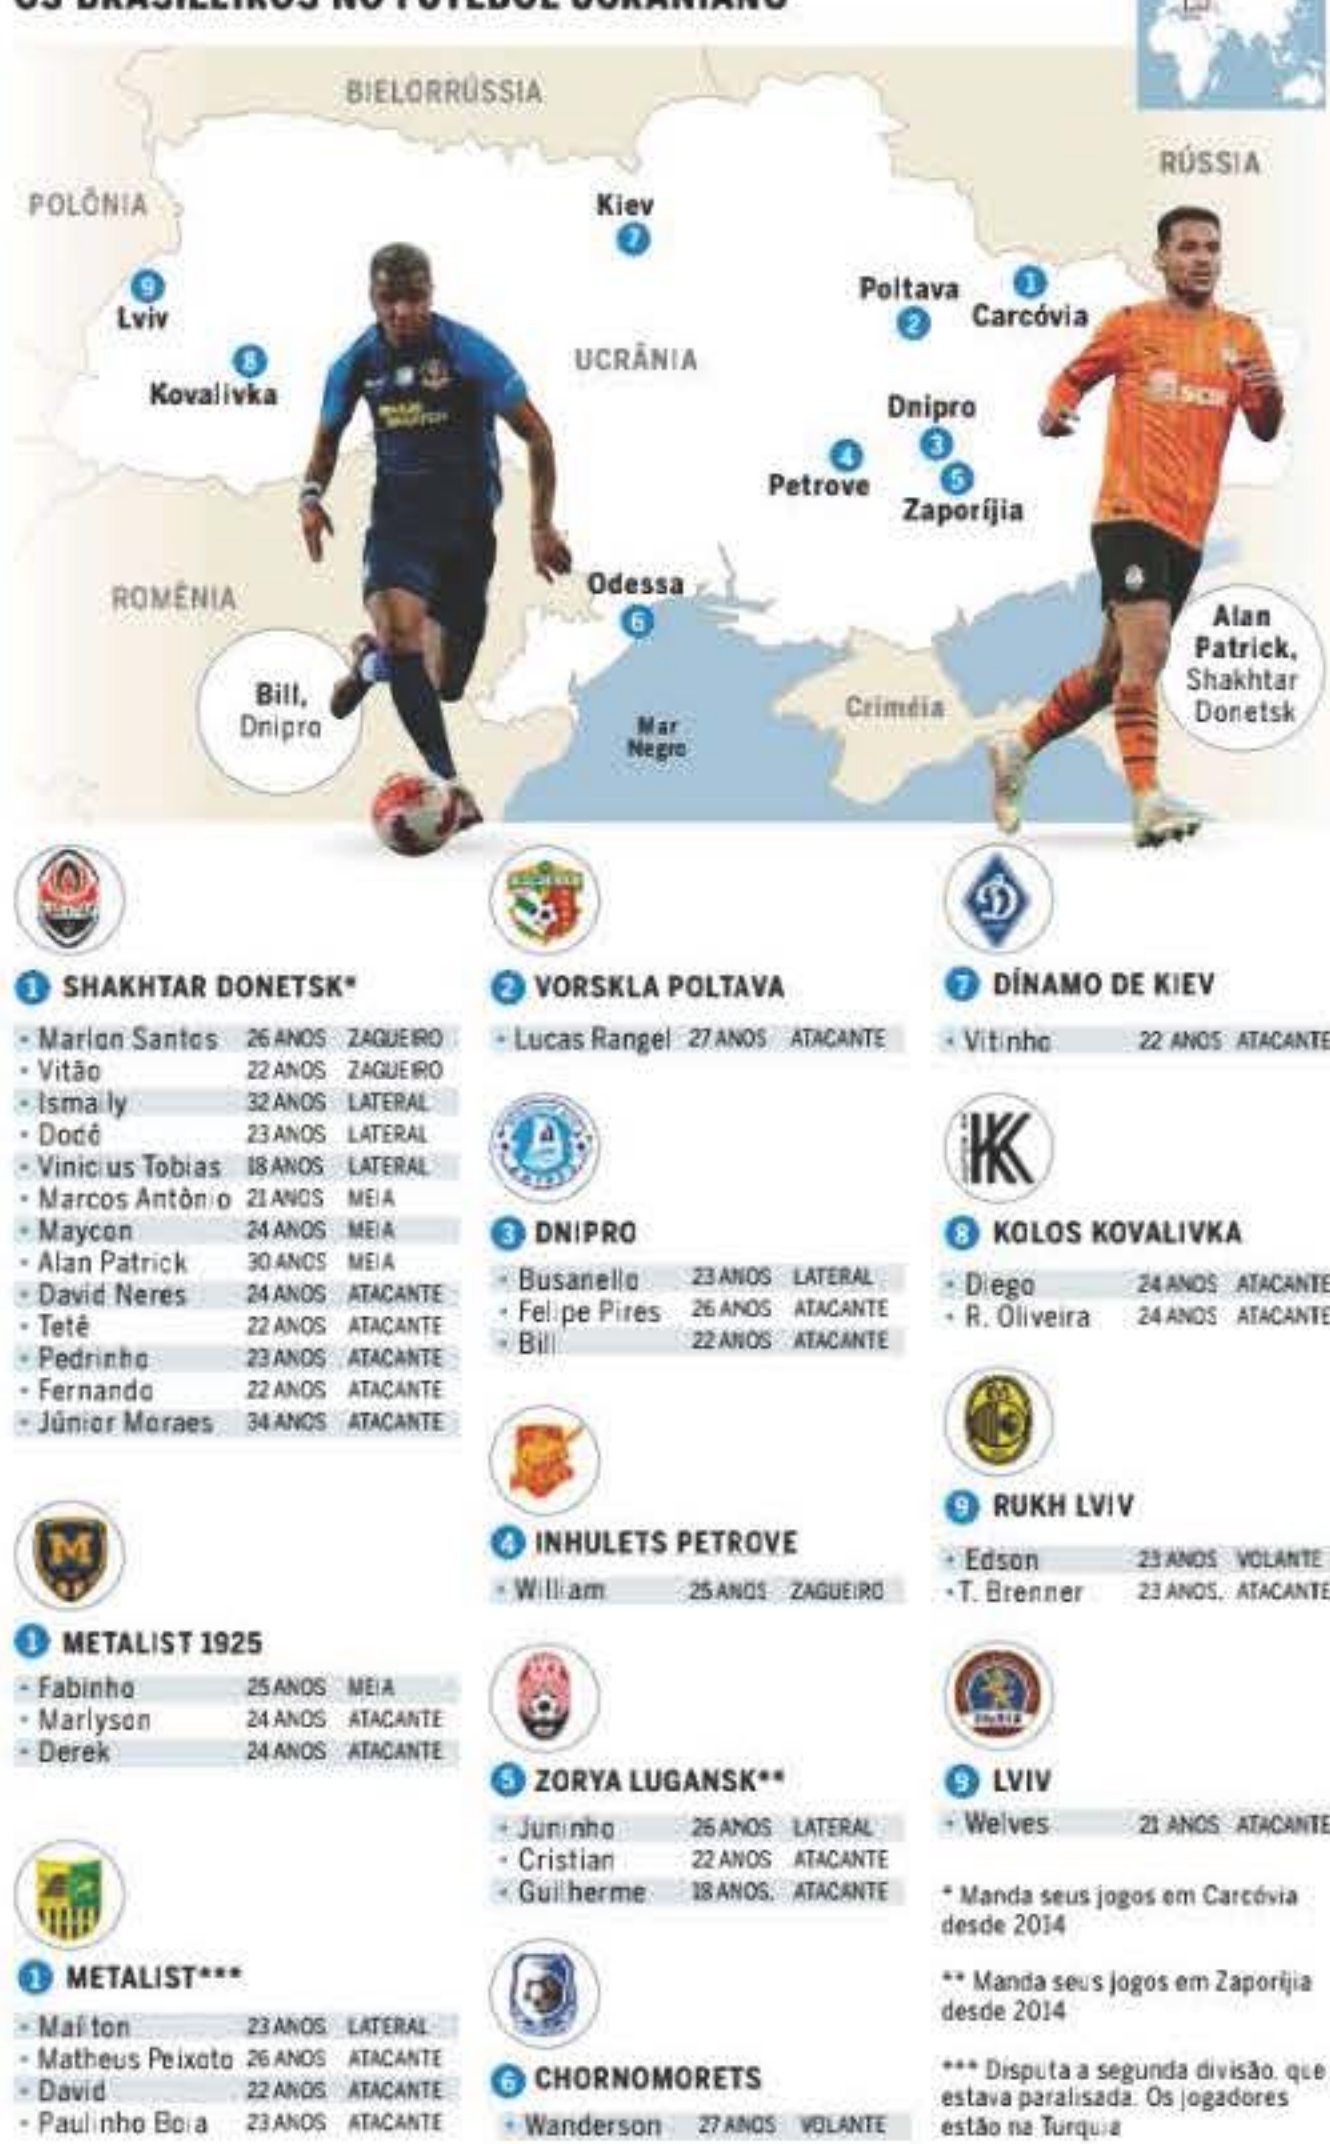 OS BRASILEIROS NO FUTEBOL UCRANIANO
BIELORRÚSSIA
RÚSSIA
POLÔNIA
Kiev
7
9
Lviv
Poltava
2
1
Carcóvia
8
Kovalivka
UCRÂNIA
Dnipro
3
4
Petrove
5
Zaporíjia
ROMÊNIA
Odessa
6
Bill,
Dnipro
Mar
Negro
Criméia
Alan
Patrick,
Shakhtar
Donetsk
1 SHAKHTAR DONETSK*
• Marlon Santos 26 ANOS ZAGUEIRO
• Vitão 22 ANOS ZAGUEIRO
• Ismaily 32 ANOS LATERAL
• Dodô 23 ANOS LATERAL
• Vinicius Tobias 18 ANOS LATERAL
• Marcos Antônio 21 ANOS MEIA
• Maycon 24 ANOS MEIA
• Alan Patrick 30 ANOS MEIA
• David Neres 24 ANOS ATACANTE
• Tetê 22 ANOS ATACANTE
• Pedrinho 23 ANOS ATACANTE
• Fernando 22 ANOS ATACANTE
• Júnior Moraes 34 ANOS ATACANTE
M
1 METALIST 1925
• Fabinho 25 ANOS MEIA
• Marlyson 24 ANOS ATACANTE
• Derek 24 ANOS ATACANTE
1 METALIST***
• Mailton 23 ANOS LATERAL
• Matheus Peixoto 26 ANOS ATACANTE
• David 22 ANOS ATACANTE
• Paulinho Boia 23 ANOS ATACANTE
2 VORSKLA POLTAVA
• Lucas Rangel 27 ANOS ATACANTE
3 DNIPRO
• Busanello 23 ANOS LATERAL
• Felipe Pires 26 ANOS ATACANTE
• Bill 22 ANOS ATACANTE
4 INHULETS PETROVE
• William 25 ANOS ZAGUEIRO
5 ZORYA LUGANSK**
• Juninho 26 ANOS LATERAL
• Cristian 22 ANOS ATACANTE
• Guilherme 18 ANOS, ATACANTE
6 CHORNOMORETS
• Wanderson 27 ANOS VOLANTE
7 DÍNAMO DE KIEV
• Vitinho 22 ANOS ATACANTE
8 KOLOS KOVALIVKA
• Diego 24 ANOS ATACANTE
• R. Oliveira 24 ANOS ATACANTE
9 RUKH LVIV
• Edson 23 ANOS VOLANTE
• T. Brenner 23 ANOS, ATACANTE
9 LVIV
• Welves 21 ANOS ATACANTE
* Manda seus jogos em Carcóvia
desde 2014
** Manda seus jogos em Zaporíjia
desde 2014
*** Disputa a segunda divisão, que
estava paralisada. Os jogadores
estão na Turquia